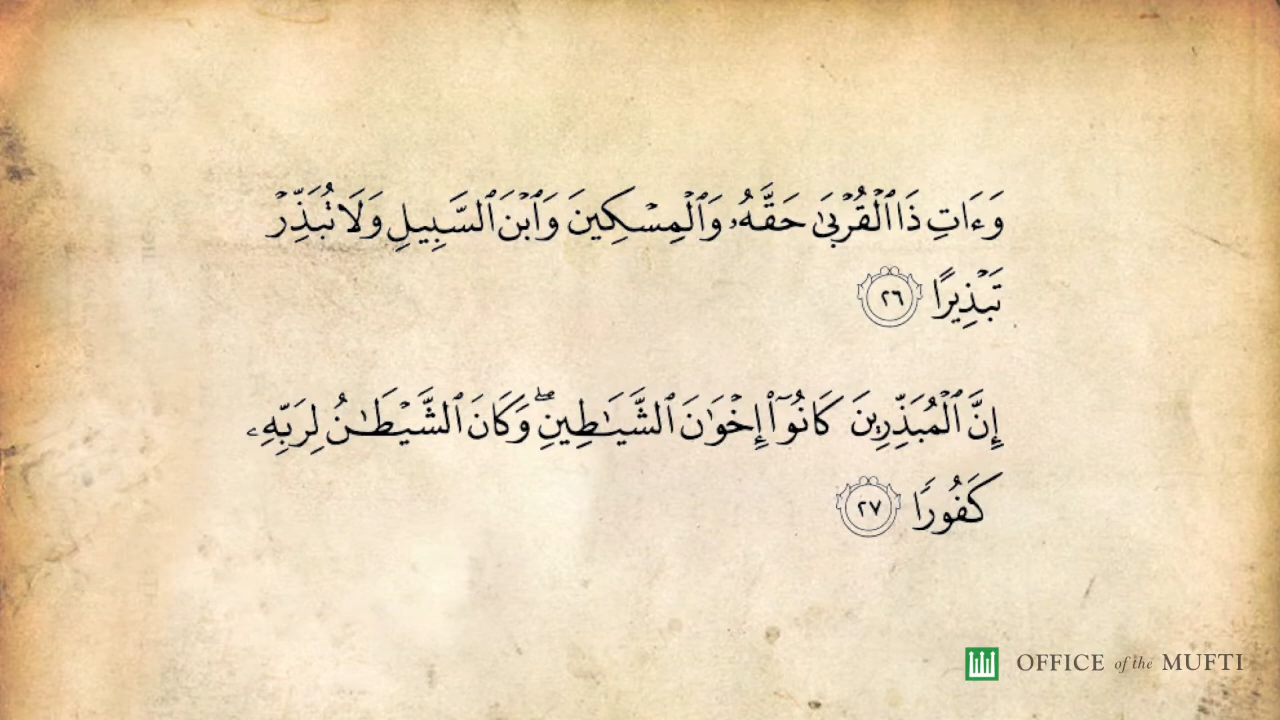 وَءَاتِ ذَا ٱلْقُرْبَىٰ حَقَّهُۥ وَٱلْمِسْكِينَ وَٱبْنَ ٱلسَّبِيلِ وَلَا تُبَذِّرْ
تَبْذِيرًا ٢٦
إِنَّ ٱلْمُبَذِّرِينَ كَانُوٓا۟ إِخْوَٰنَ ٱلشَّيَـٰطِينِ ۖ وَكَانَ ٱلشَّيْطَـٰنُ لِرَبِّهِۦ
كَفُورًا ٢٧
OFFICE of the MUFTI